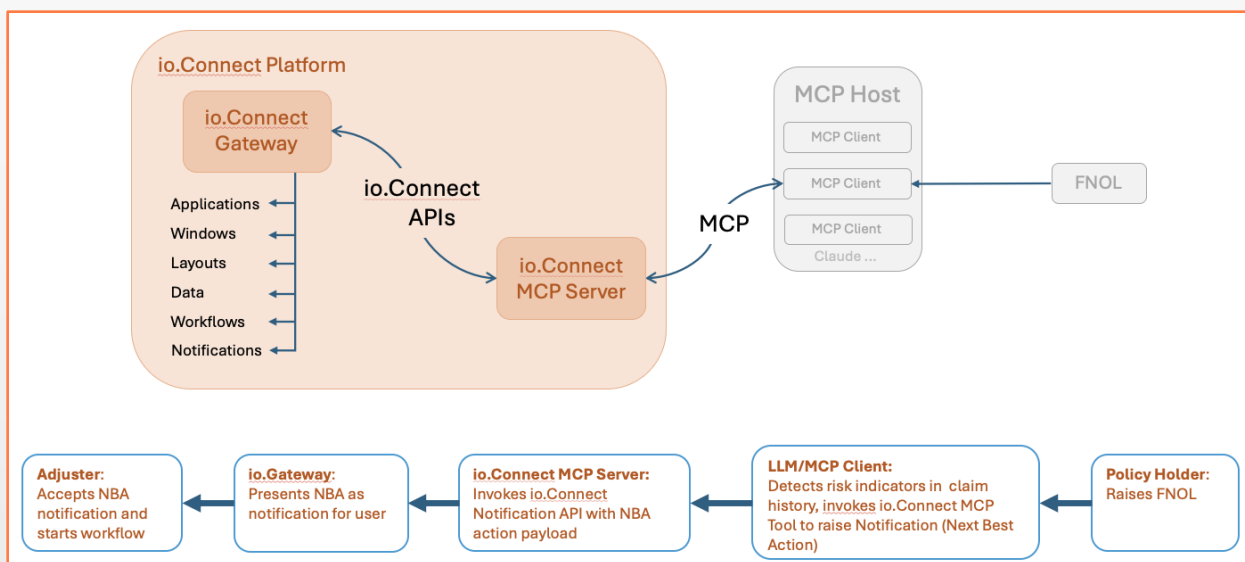 io.Connect Platform
io.Connect
Gateway
Applications
Windows
Layouts
Data
Workflows
Notifications
io.Connect
APIs
io.Connect
MCP Server
MCP
MCP Host
MCP Client
MCP Client
MCP Client
Claude ...
FNOL
Adjuster:
Accepts NBA
notification and
starts workflow
io.Gateway:
Presents NBA as
notification for user
io.Connect MCP Server:
Invokes io.Connect
Notification API with NBA
action payload
LLM/MCP Client:
Detects risk indicators in claim
history, invokes io.Connect MCP
Tool to raise Notification (Next Best
Action)
Policy Holder:
Raises FNOL